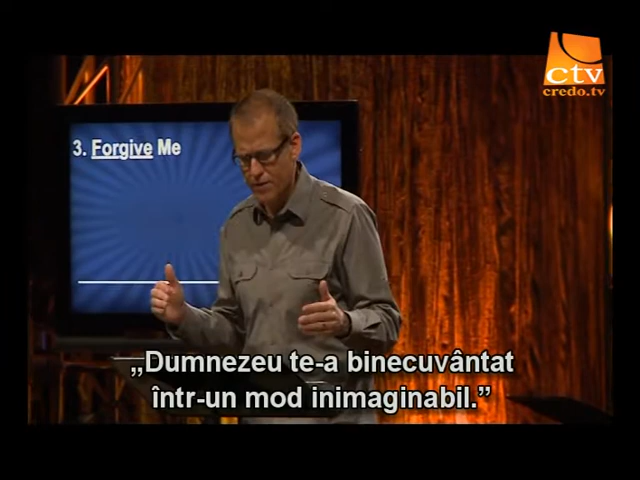 ctv
credo.tv
3. Forgive Me
„Dumnezeu te-a binecuvântat
într-un mod inimaginabil.”